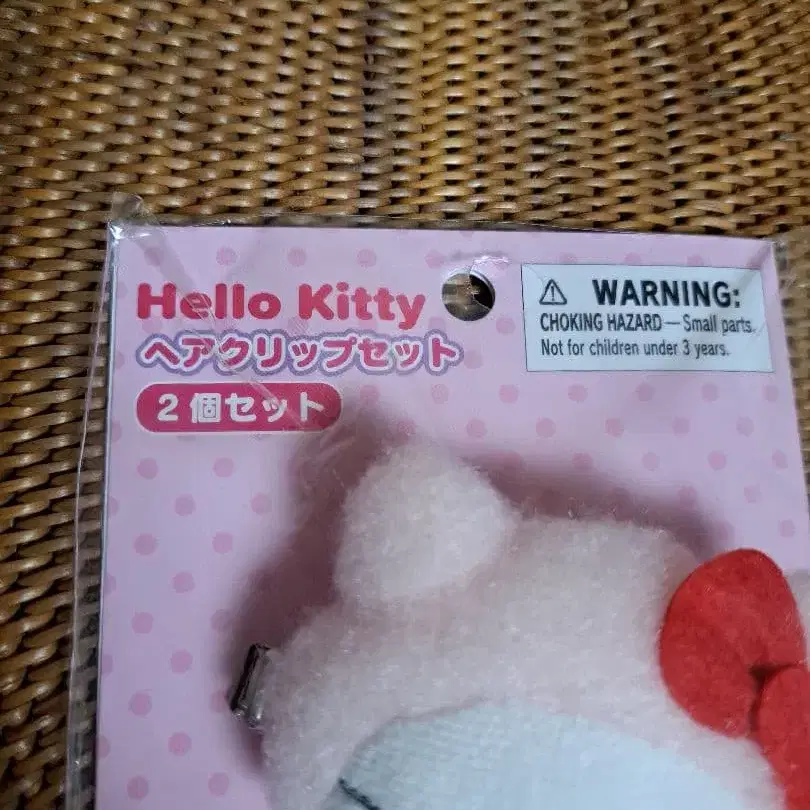 Hello Kitty
ヘアクリップセット
2個セット
⚠ WARNING:
CHOKING HAZARD — Small parts.
Not for children under 3 years.